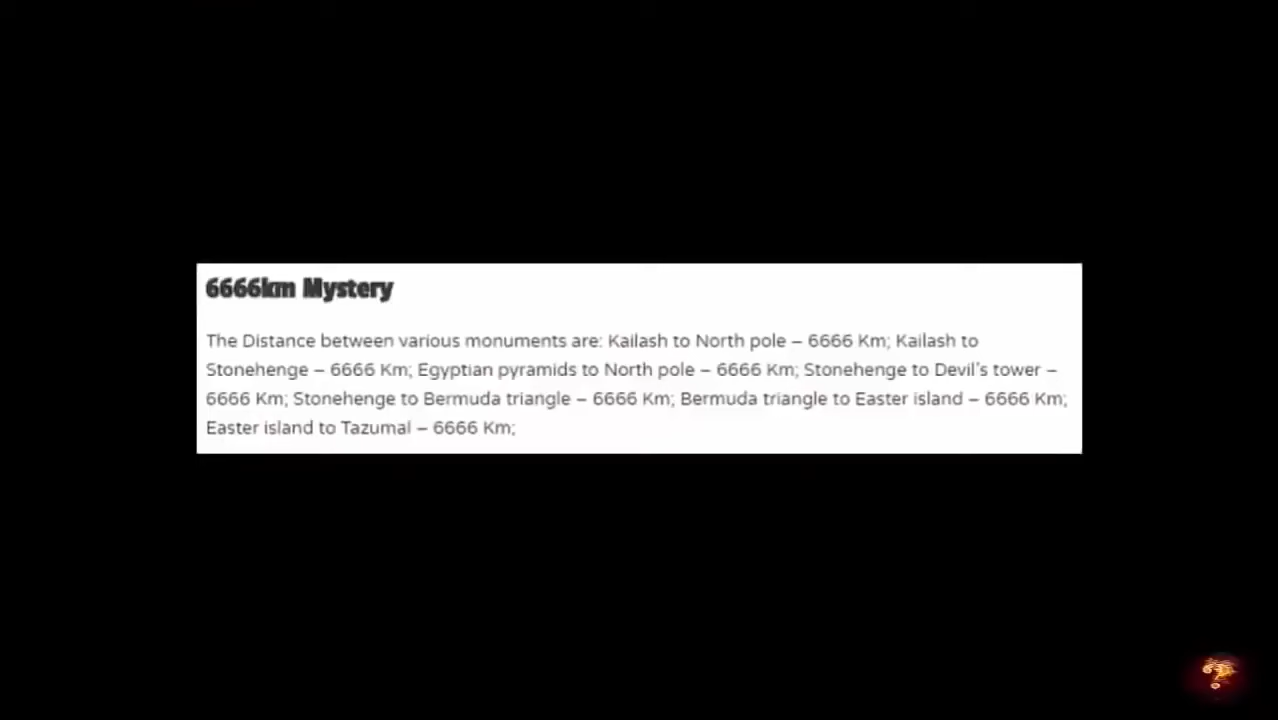 6666km Mystery
The Distance between various monuments are: Kailash to North pole – 6666 Km; Kailash to
Stonehenge – 6666 Km; Egyptian pyramids to North pole – 6666 Km; Stonehenge to Devil's tower –
6666 Km; Stonehenge to Bermuda triangle – 6666 Km; Bermuda triangle to Easter island – 6666 Km;
Easter island to Tazumal – 6666 Km;